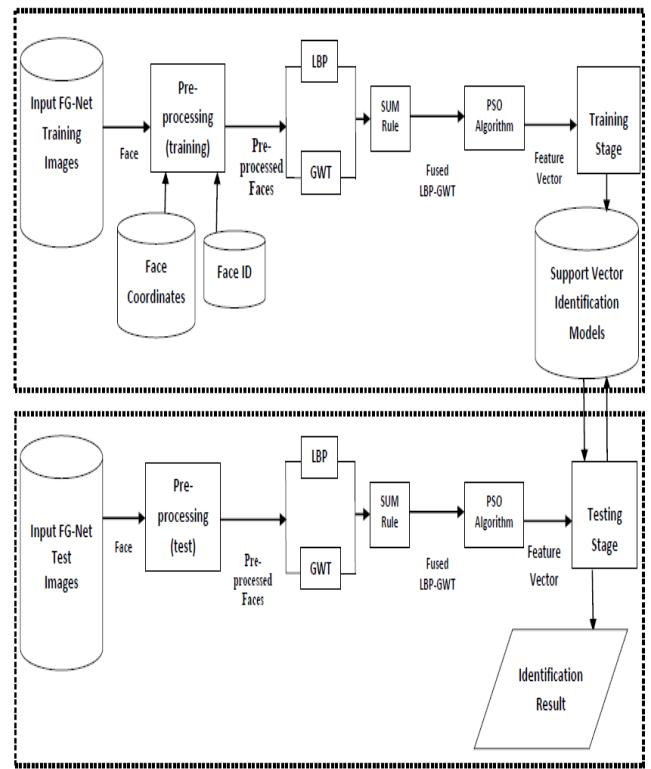 Input FG-Net
Training
Images
Face
Pre-
processing
(training)
Face
Coordinates
Face ID
Pre-
processed
Faces
LBP
GWT
SUM
Rule
Fused
LBP-GWT
PSO
Algorithm
Feature
Vector
Training
Stage
Support Vector
Identification
Models
Input FG-Net
Test
Images
Face
Pre-
processing
(test)
Pre-
processed
Faces
LBP
GWT
SUM
Rule
Fused
LBP-GWT
PSO
Algorithm
Feature
Vector
Testing
Stage
Identification
Result